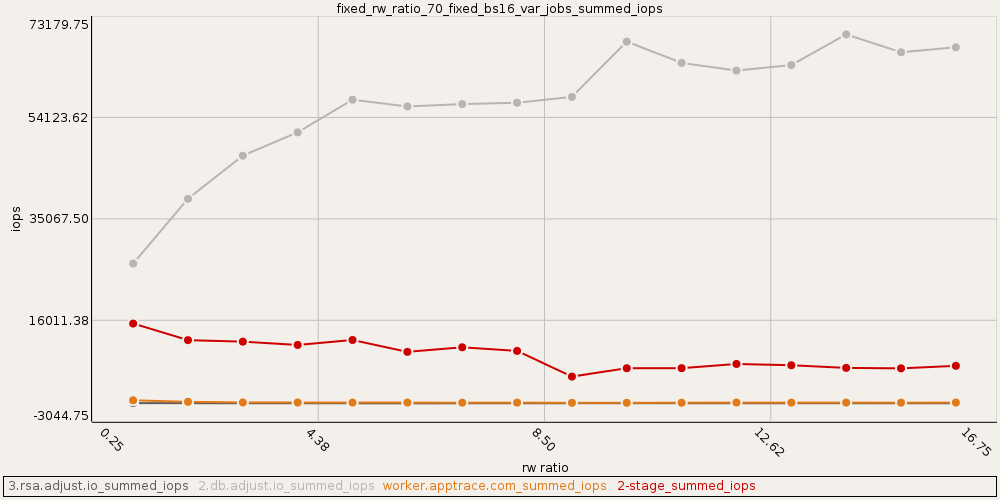 fixed_rw_ratio_70_fixed_bs16_var_jobs_summed_iops
73179.75
54123.62
iops
35067.50
16011.38
-3044.75
0.25 4.38 8.50 12.62 16.75
rw ratio
3.rsa.adjust.io_summed_iops 2.db.adjust.io_summed_iops worker.apptrace.com_summed_iops 2-stage_summed_iops